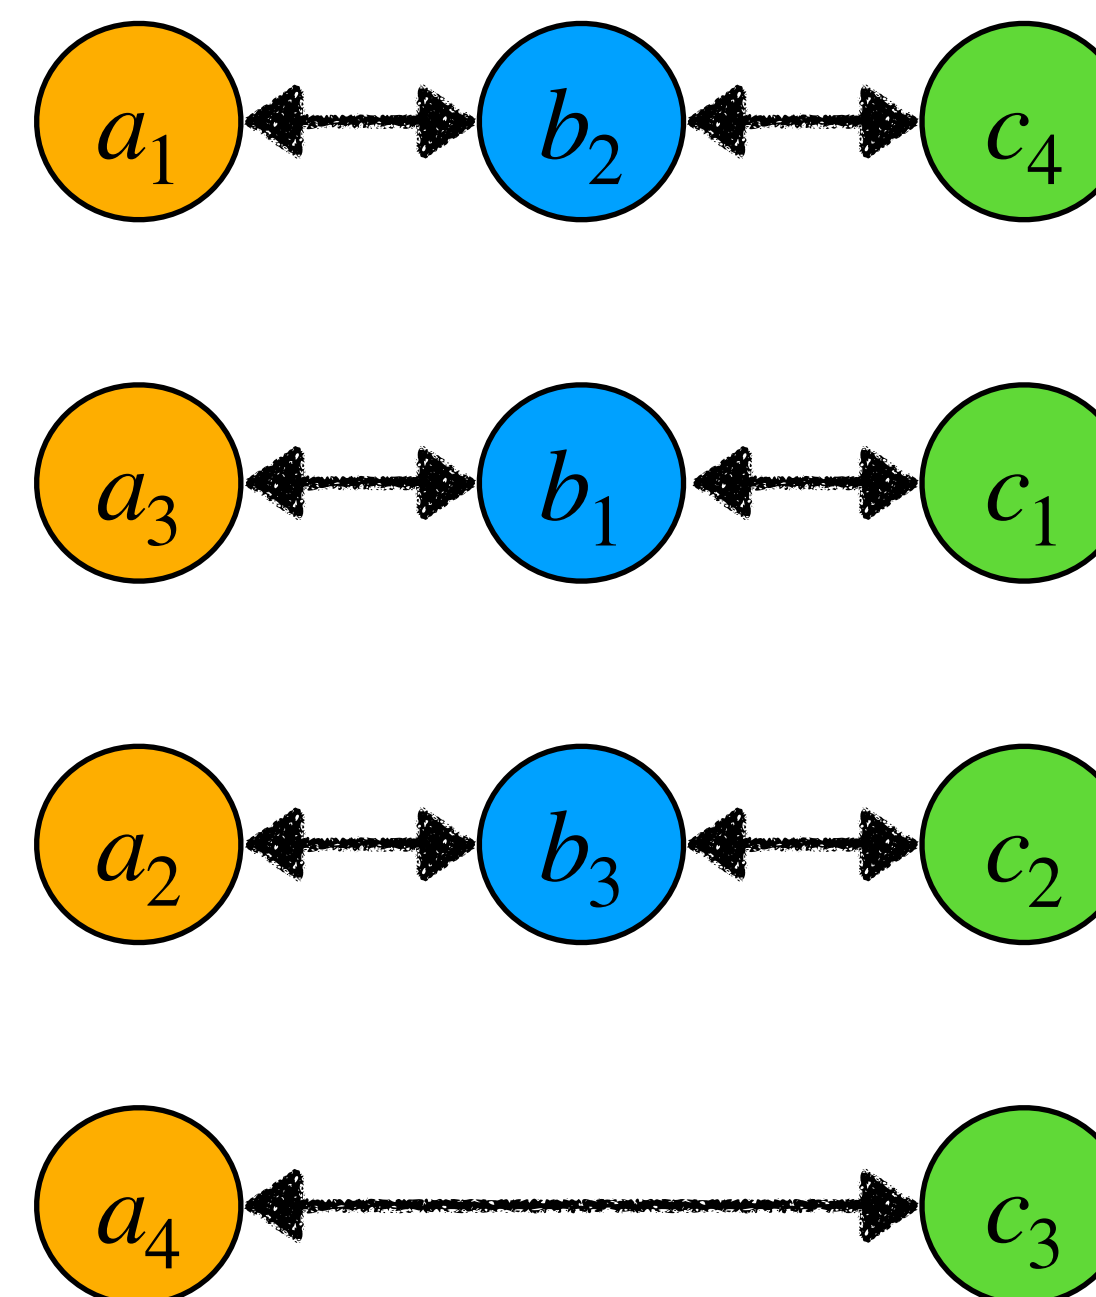 a₁ b₂ c₄
a₃ b₁ c₁
a₂ b₃ c₂
a₄ c₃